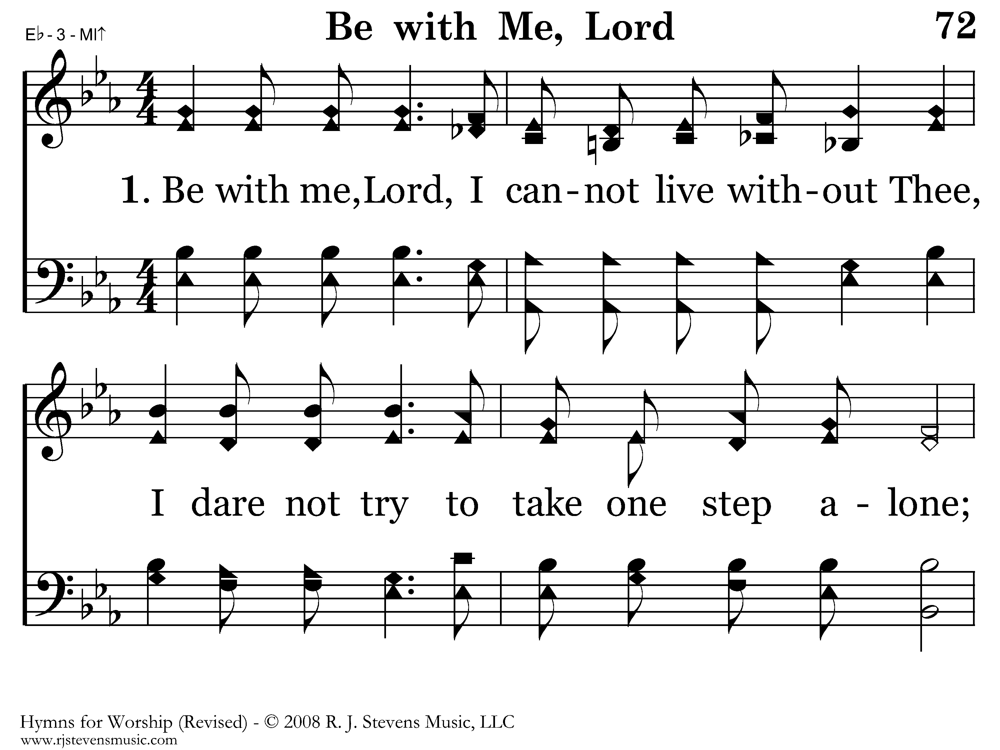 Be with Me, Lord 72
E♭ - 3 - MI↑
1. Be with me, Lord, I can-not live with-out Thee,
I dare not try to take one step a - lone;
Hymns for Worship (Revised) - © 2008 R. J. Stevens Music, LLC
www.rjstevensmusic.com